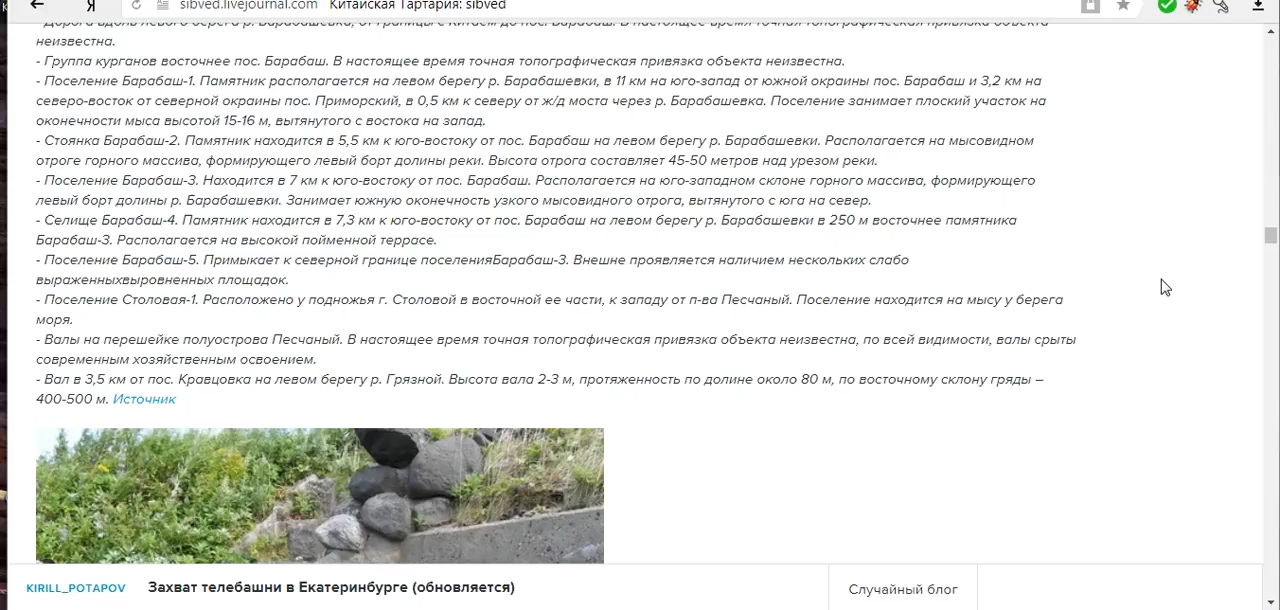 sibved.livejournal.com Китайская Тартария: sibved
- Дорога вдоль левого берега р. Барабашевка, от границы с Китаем до пос. Барабаш. В настоящее время точная топографическая привязка объекта
неизвестна.
- Группа курганов восточнее пос. Барабаш. В настоящее время точная топографическая привязка объекта неизвестна.
- Поселение Барабаш-1. Памятник располагается на левом берегу р. Барабашевки, в 11 км на юго-запад от южной окраины пос. Барабаш и 3,2 км на
северо-восток от северной окраины пос. Приморский, в 0,5 км к северу от ж/д моста через р. Барабашевка. Поселение занимает плоский участок на
оконечности мыса высотой 15-16 м, вытянутого с востока на запад.
- Стоянка Барабаш-2. Памятник находится в 5,5 км к юго-востоку от пос. Барабаш на левом берегу р. Барабашевки. Располагается на мысовидном
отроге горного массива, формирующего левый борт долины реки. Высота отрога составляет 45-50 метров над урезом реки.
- Поселение Барабаш-3. Находится в 7 км к юго-востоку от пос. Барабаш. Располагается на юго-западном склоне горного массива, формирующего
левый борт долины р. Барабашевки. Занимает южную оконечность узкого мысовидного отрога, вытянутого с юга на север.
- Селище Барабаш-4. Памятник находится в 7,3 км к юго-востоку от пос. Барабаш на левом берегу р. Барабашевки в 250 м восточнее памятника
Барабаш-3. Располагается на высокой пойменной террасе.
- Поселение Барабаш-5. Примыкает к северной границе поселенияБарабаш-3. Внешне проявляется наличием нескольких слабо
выраженныхвыровненных площадок.
- Поселение Столовая-1. Расположено у подножья г. Столовой в восточной ее части, к западу от п-ва Песчаный. Поселение находится на мысу у берега
моря.
- Валы на перешейке полуострова Песчаный. В настоящее время точная топографическая привязка объекта неизвестна, по всей видимости, валы срыты
современным хозяйственным освоением.
- Вал в 3,5 км от пос. Кравцовка на левом берегу р. Грязной. Высота вала 2-3 м, протяженность по долине около 80 м, по восточному склону гряды –
400-500 м. Источник
KIRILL_POTAPOV Захват телебашни в Екатеринбурге (обновляется) Случайный блог